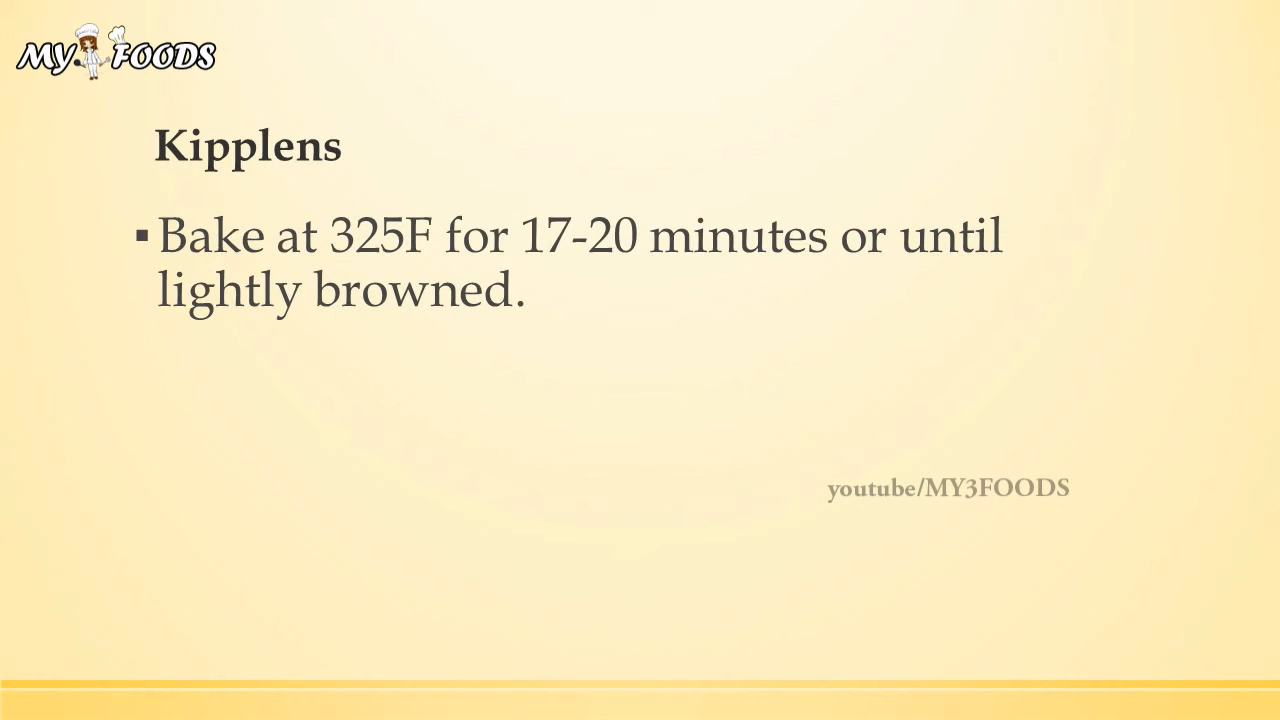 MY FOODS
Kipplens
▪ Bake at 325F for 17-20 minutes or until
lightly browned.
youtube/MY3FOODS